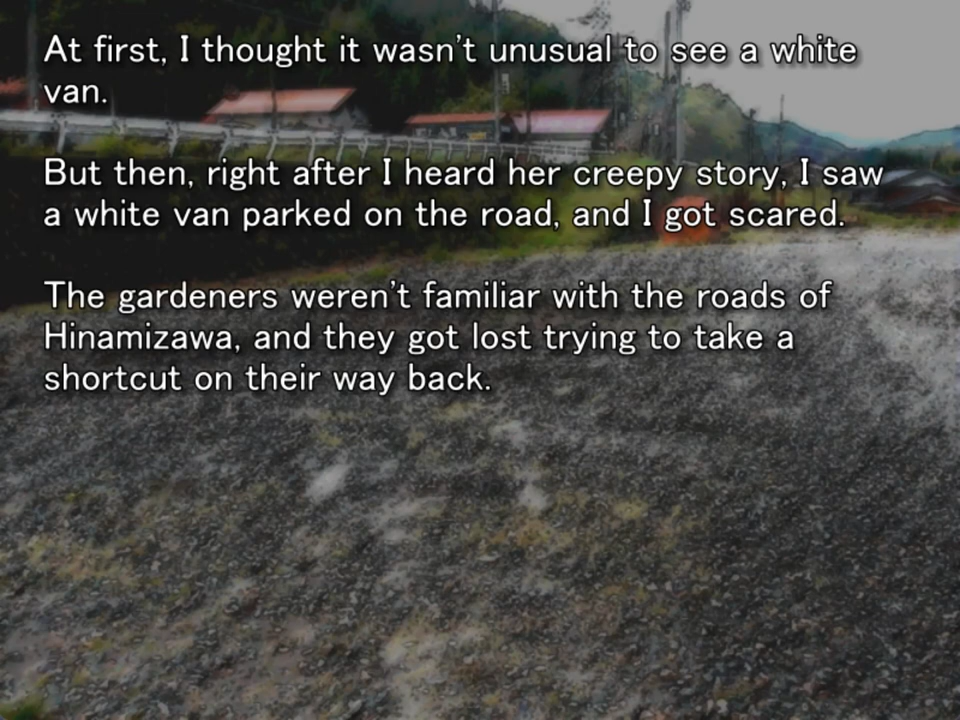 At first, I thought it wasn't unusual to see a white
van.
But then, right after I heard her creepy story, I saw
a white van parked on the road, and I got scared.
The gardeners weren't familiar with the roads of
Hinamizawa, and they got lost trying to take a
shortcut on their way back.